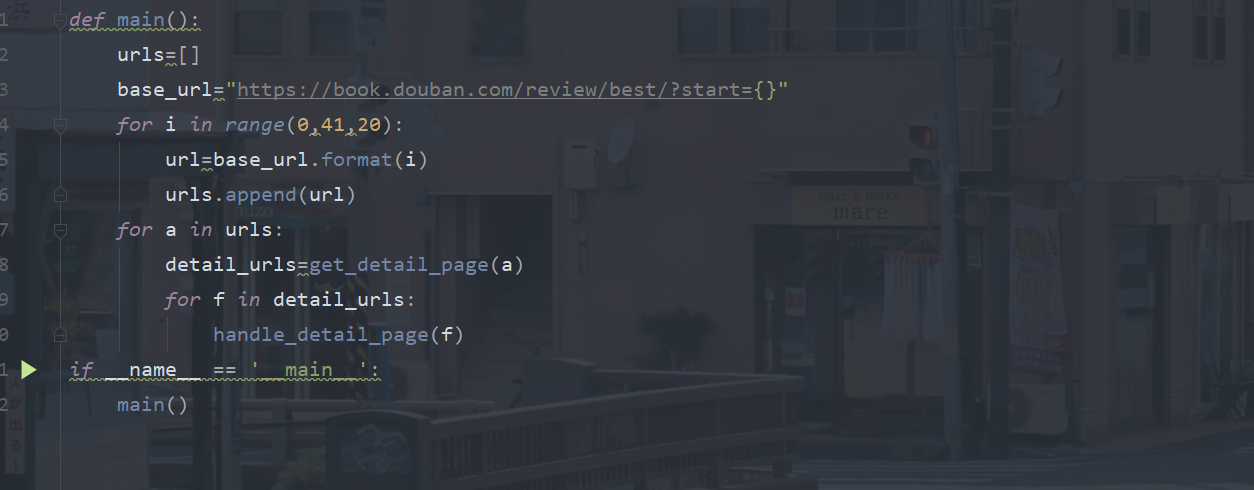 1 def main():
2 urls=[]
3 base_url="https://book.douban.com/review/best/?start={}"
4 for i in range(0,41,20):
5 url=base_url.format(i)
6 urls.append(url)
7 for a in urls:
8 detail_urls=get_detail_page(a)
9 for f in detail_urls:
0 handle_detail_page(f)
1 if __name__ == '__main__':
2 main()
hair & make
mare